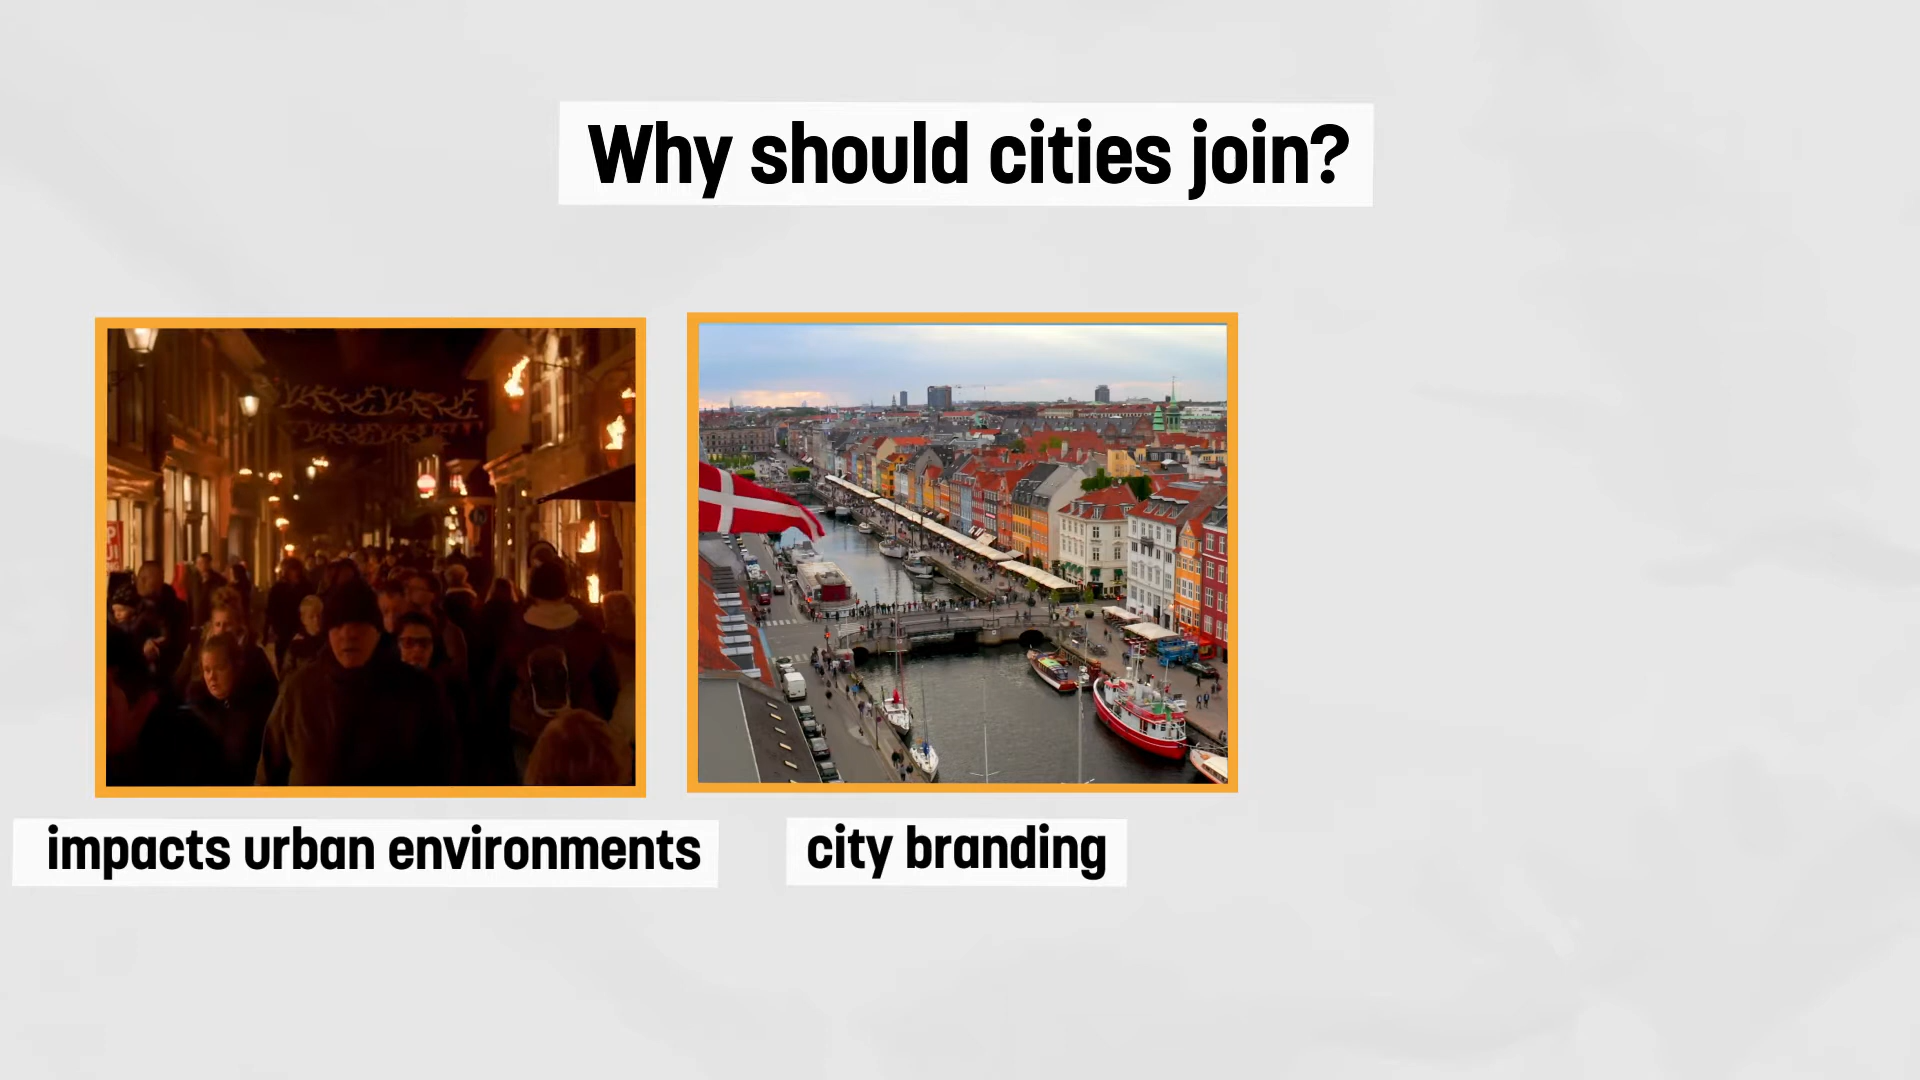 Why should cities join?
impacts urban environments
city branding